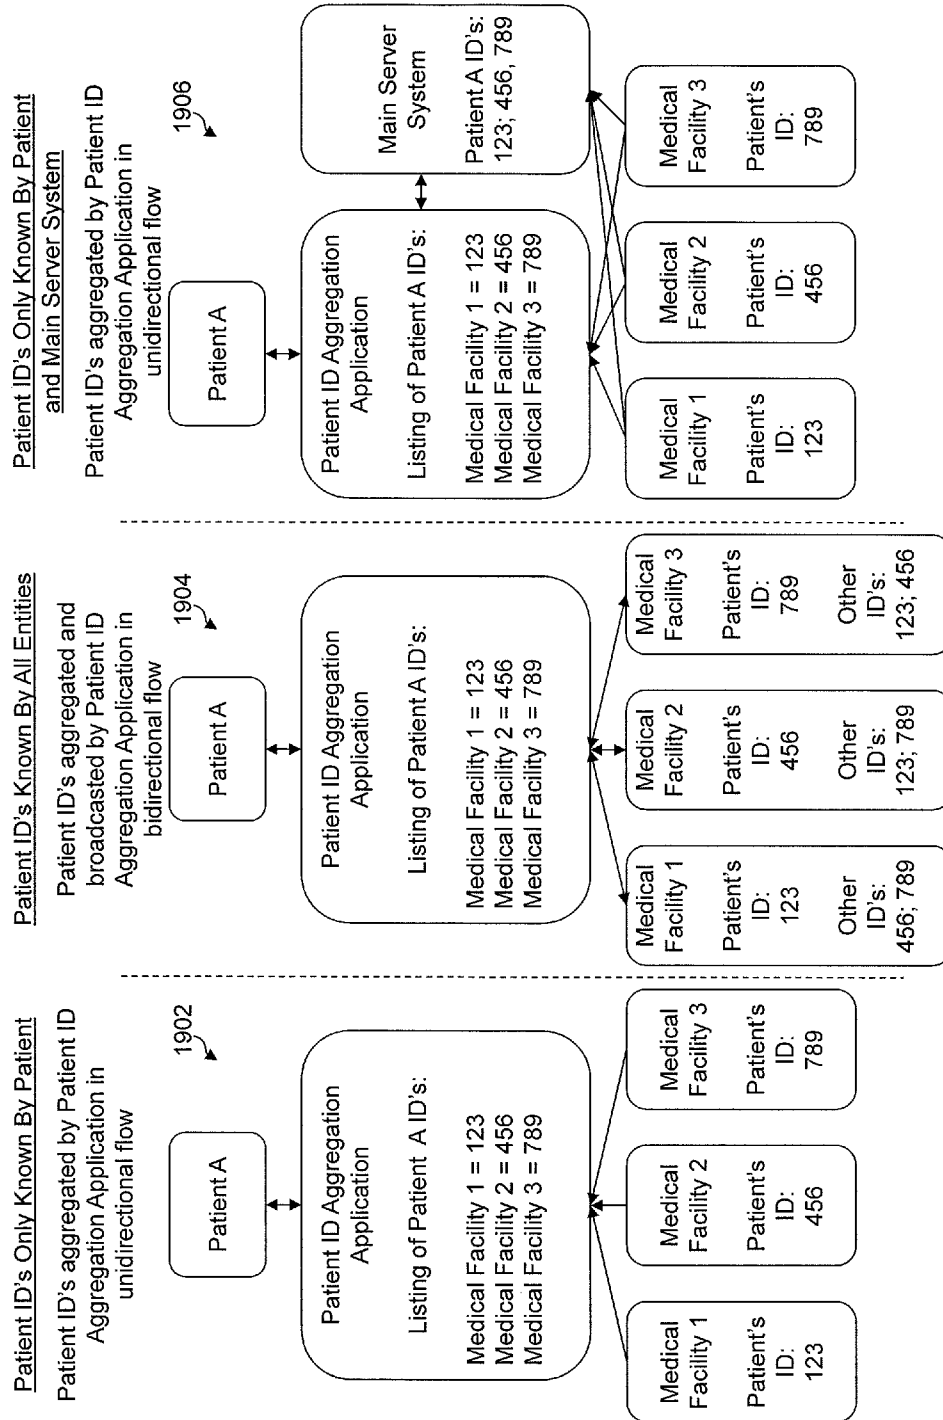 Patient ID's Only Known By Patient
Patient ID's aggregated by Patient ID
Aggregation Application in
unidirectional flow
1902
Patient A
Patient ID Aggregation
Application
Listing of Patient A ID's:
Medical Facility 1 = 123
Medical Facility 2 = 456
Medical Facility 3 = 789
Medical
Facility 1
Patient's
ID:
123
Medical
Facility 2
Patient's
ID:
456
Medical
Facility 3
Patient's
ID:
789
Patient ID's Known By All Entities
Patient ID's aggregated and
broadcasted by Patient ID
Aggregation Application in
bidirectional flow
1904
Patient A
Patient ID Aggregation
Application
Listing of Patient A ID's:
Medical Facility 1 = 123
Medical Facility 2 = 456
Medical Facility 3 = 789
Medical
Facility 1
Patient's
ID:
123
Other
ID's:
456; 789
Medical
Facility 2
Patient's
ID:
456
Other
ID's:
123; 789
Medical
Facility 3
Patient's
ID:
789
Other
ID's:
123; 456
Patient ID's Only Known By Patient
and Main Server System
Patient ID's aggregated by Patient ID
Aggregation Application in
unidirectional flow
1906
Patient A
Patient ID Aggregation
Application
Listing of Patient A ID's:
Medical Facility 1 = 123
Medical Facility 2 = 456
Medical Facility 3 = 789
Main Server
System
Patient A ID's:
123; 456, 789
Medical
Facility 1
Patient's
ID:
123
Medical
Facility 2
Patient's
ID:
456
Medical
Facility 3
Patient's
ID:
789